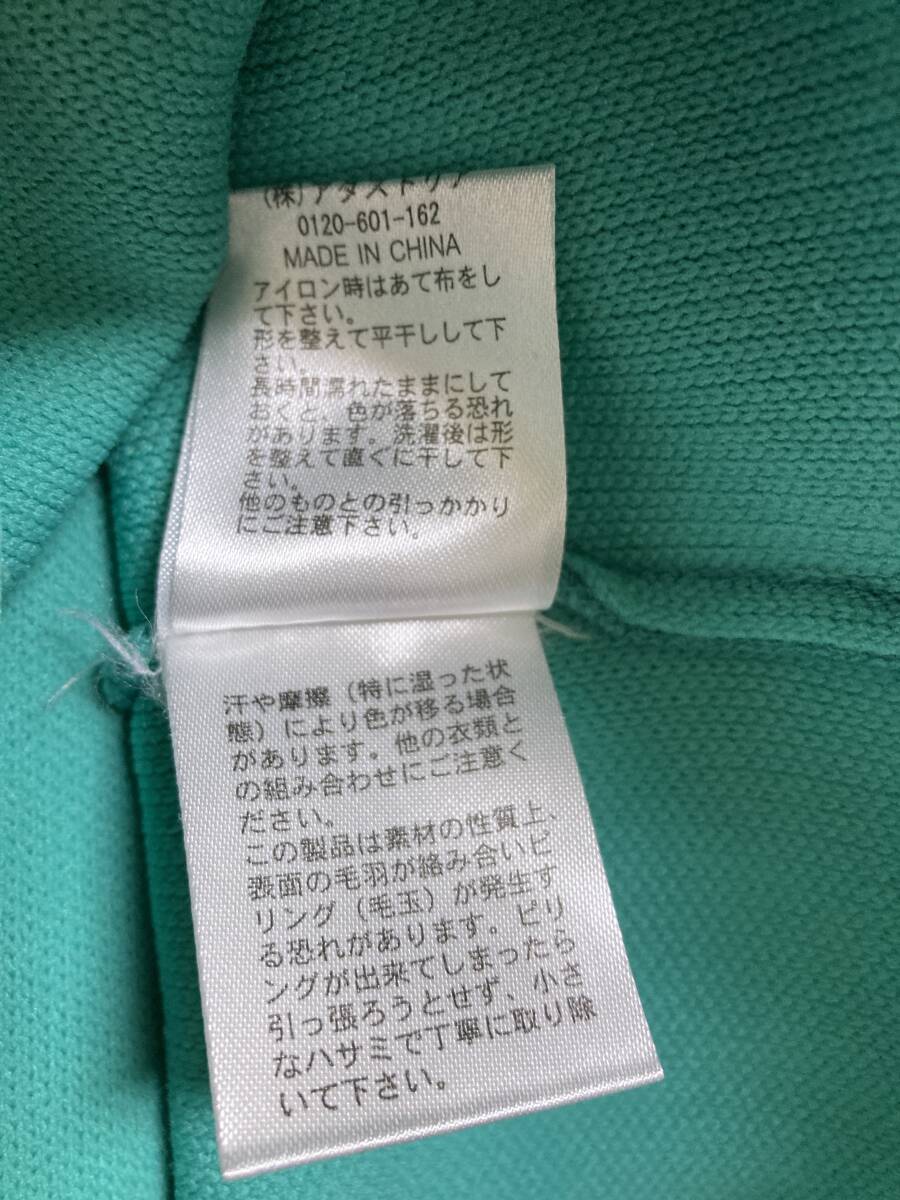 (株)アダストリア
0120-601-162
MADE IN CHINA
アイロン時はあて布をし
て下さい。
形を整えて平干しして下
さい。
長時間濡れたままにして
おくと、色が落ちる恐れ
があります。洗濯後は形
を整えて直ぐに干して下
さい。
他のものとの引っかかり
にご注意下さい。
汗や摩擦（特に湿った状
態）により色が移る場合
があります。他の衣類と
の組み合わせにご注意く
ださい。
この製品は素材の性質上、
表面の毛羽が絡み合いピ
リング（毛玉）が発生す
る恐れがあります。ピリ
ングが出来てしまったら
引っ張ろうとせず、小さ
なハサミで丁寧に取り除
いて下さい。